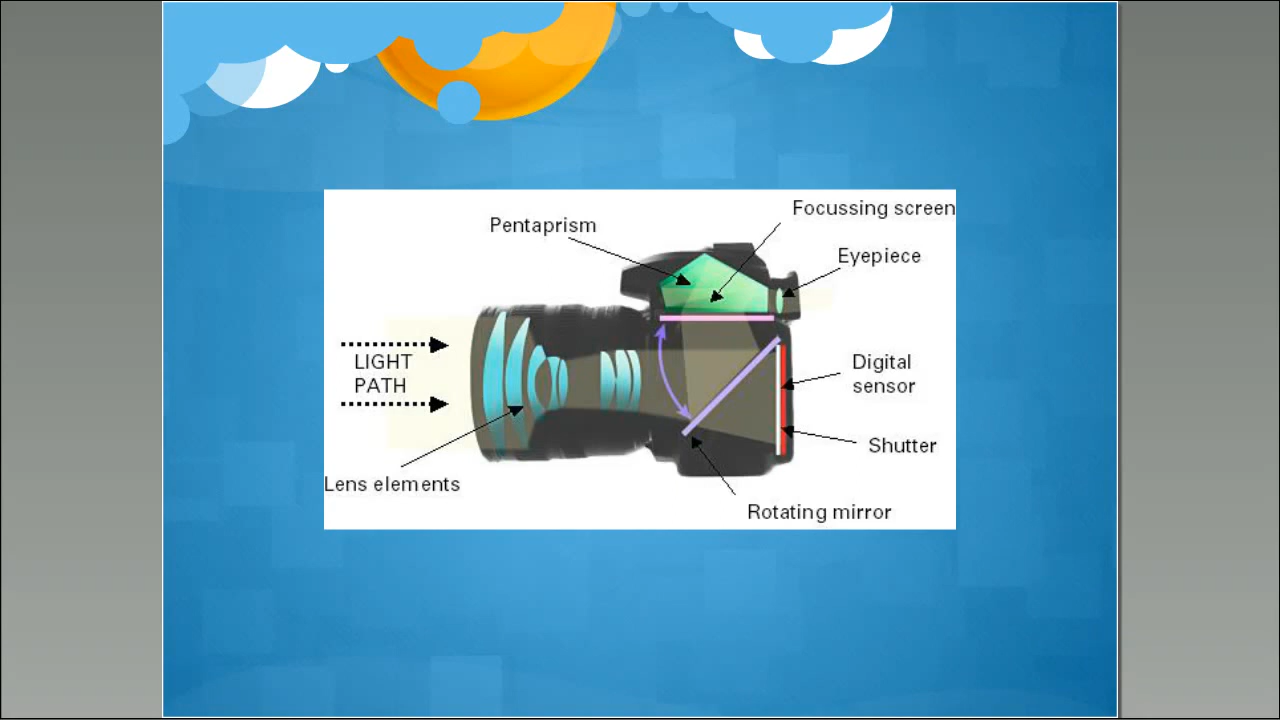 Focussing screen
Pentaprism
Eyepiece
LIGHT
PATH
Digital
sensor
Shutter
Lens elements
Rotating mirror